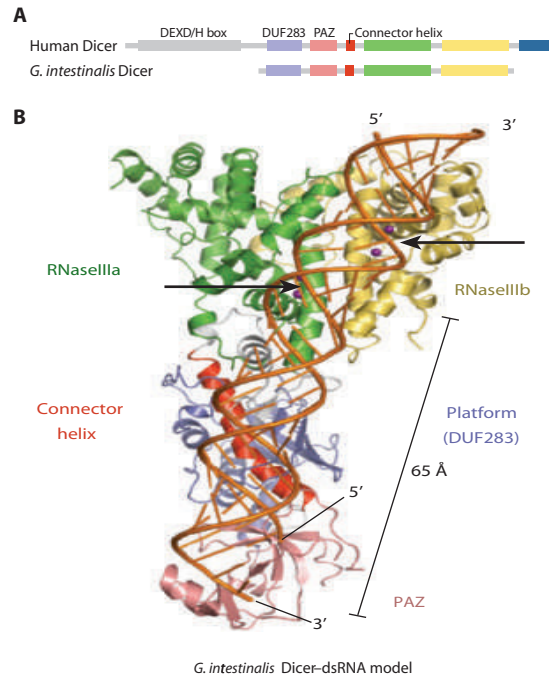 A
DEXD/H box DUF283 PAZ Connector helix
Human Dicer
G. intestinalis Dicer
B
5′
3′
RNaseIIIa
RNaseIIIb
Connector
helix
Platform
(DUF283)
65 Å
5′
PAZ
3′
G. intestinalis Dicer–dsRNA model